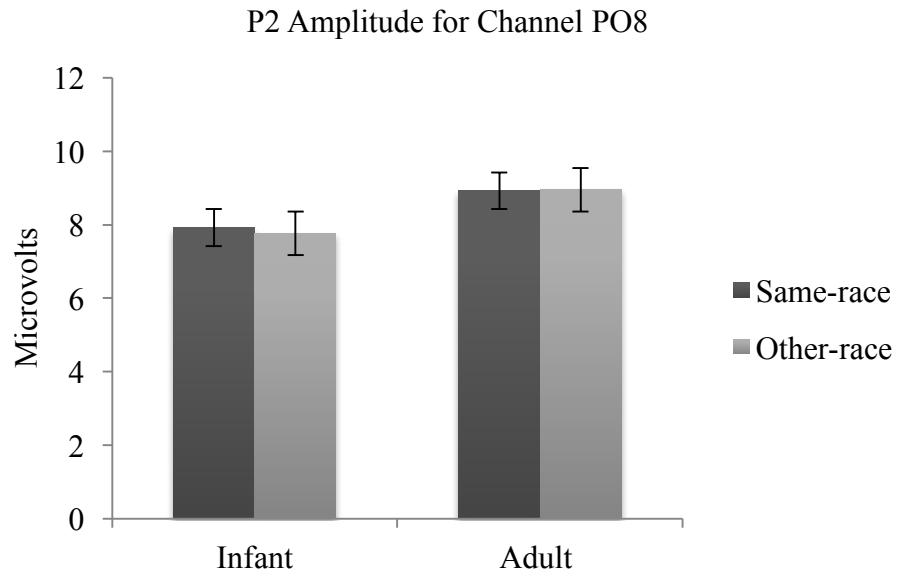 P2 Amplitude for Channel PO8
12
10
8
6
4
2
0
Microvolts
Infant
Adult
Same-race
Other-race